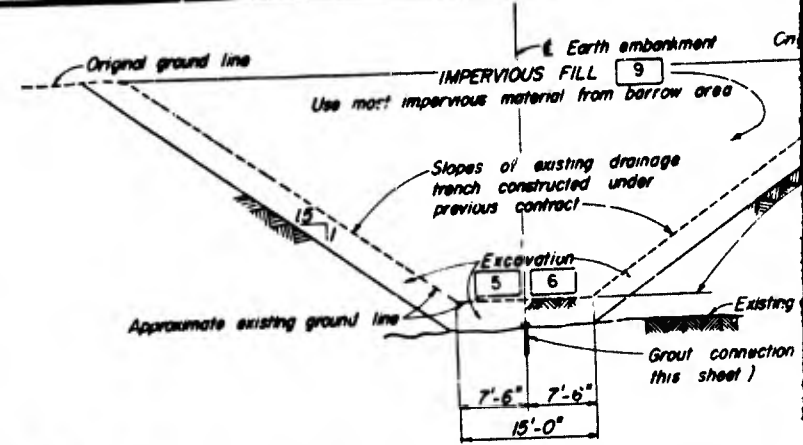 ℄ Earth embankment
Original ground line
IMPERVIOUS FILL 9
Use most impervious material from barrow area
Slopes of existing drainage
trench constructed under
previous contract
1.5
1
Excavation
5 6
Approximate existing ground line
Existing
Grout connection
this sheet)
7'-6" 7'-6"
15'-0"